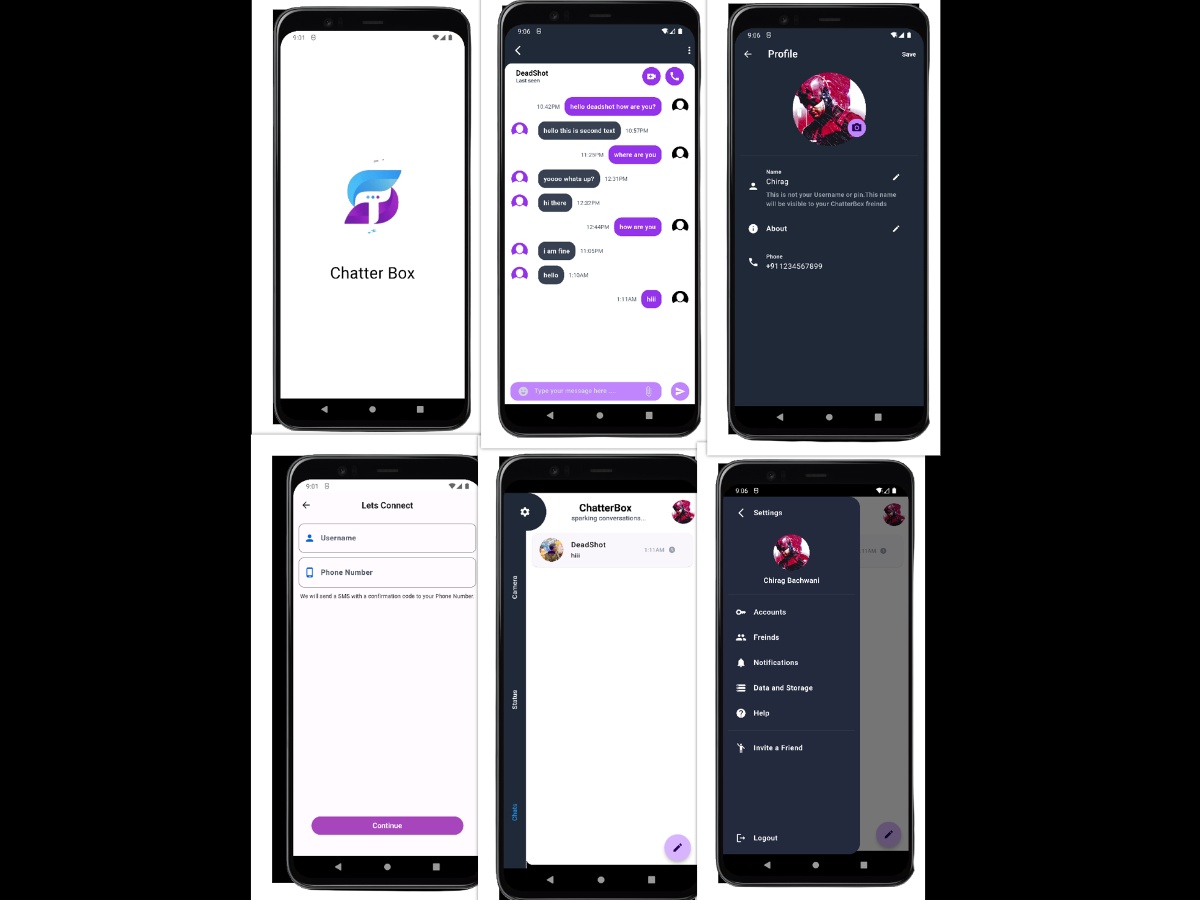 9:01
Chatter Box
9:06
DeadShot
Last seen
10:42PM hello deadshot how are you?
hello this is second text 10:57PM
11:25PM where are you
yoooo whats up? 12:31PM
hi there 12:32PM
12:44PM how are you
i am fine 11:05PM
hello 1:10AM
1:11AM hiii
Type your message here ....
9:06
Profile Save
Name
Chirag
This is not your Username or pin.This name
will be visible to your ChatterBox freinds
About
Phone
+911234567899
9:01
Lets Connect
Username
Phone Number
We will send a SMS with a confirmation code to your Phone Number.
Continue
ChatterBox
sparking conversations...
DeadShot
hiii
1:11AM
Camera
Status
Chats
9:06
Settings
Chirag Bachwani
Accounts
Freinds
Notifications
Data and Storage
Help
Invite a Friend
Logout